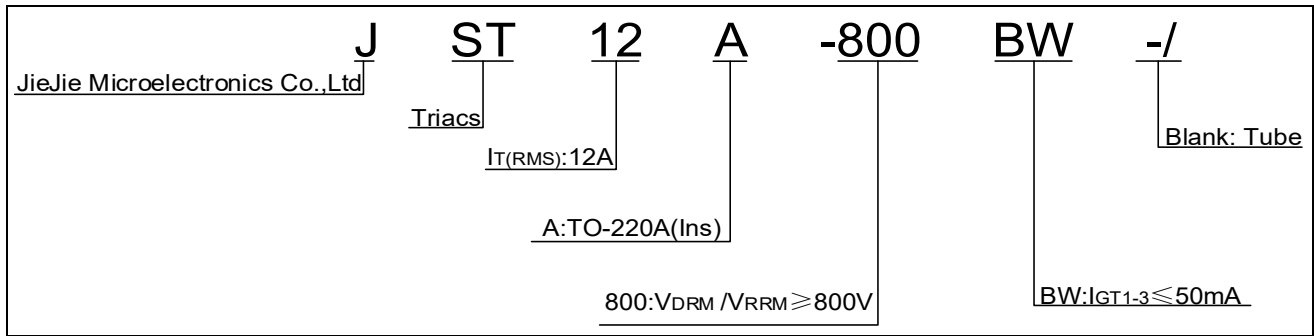 J ST 12 A -800 BW -/
JieJie Microelectronics Co.,Ltd
Triacs
Blank: Tube
IT(RMS):12A
A:TO-220A(Ins)
800:VDRM /VRRM≥800V
BW:IGT1-3≤50mA